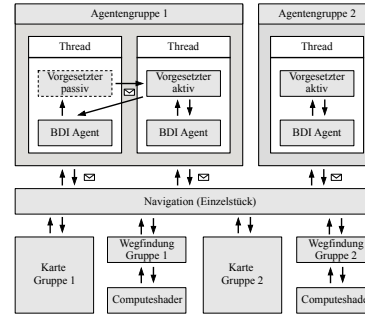 Agentengruppe 1
Agentengruppe 2
Thread
Thread
Thread
Vorgesetzter
passiv
Vorgesetzter
aktiv
Vorgesetzter
aktiv
BDI Agent
BDI Agent
BDI Agent
Navigation (Einzelstück)
Karte
Gruppe 1
Wegfindung
Gruppe 1
Computeshader
Karte
Gruppe 2
Wegfindung
Gruppe 2
Computeshader